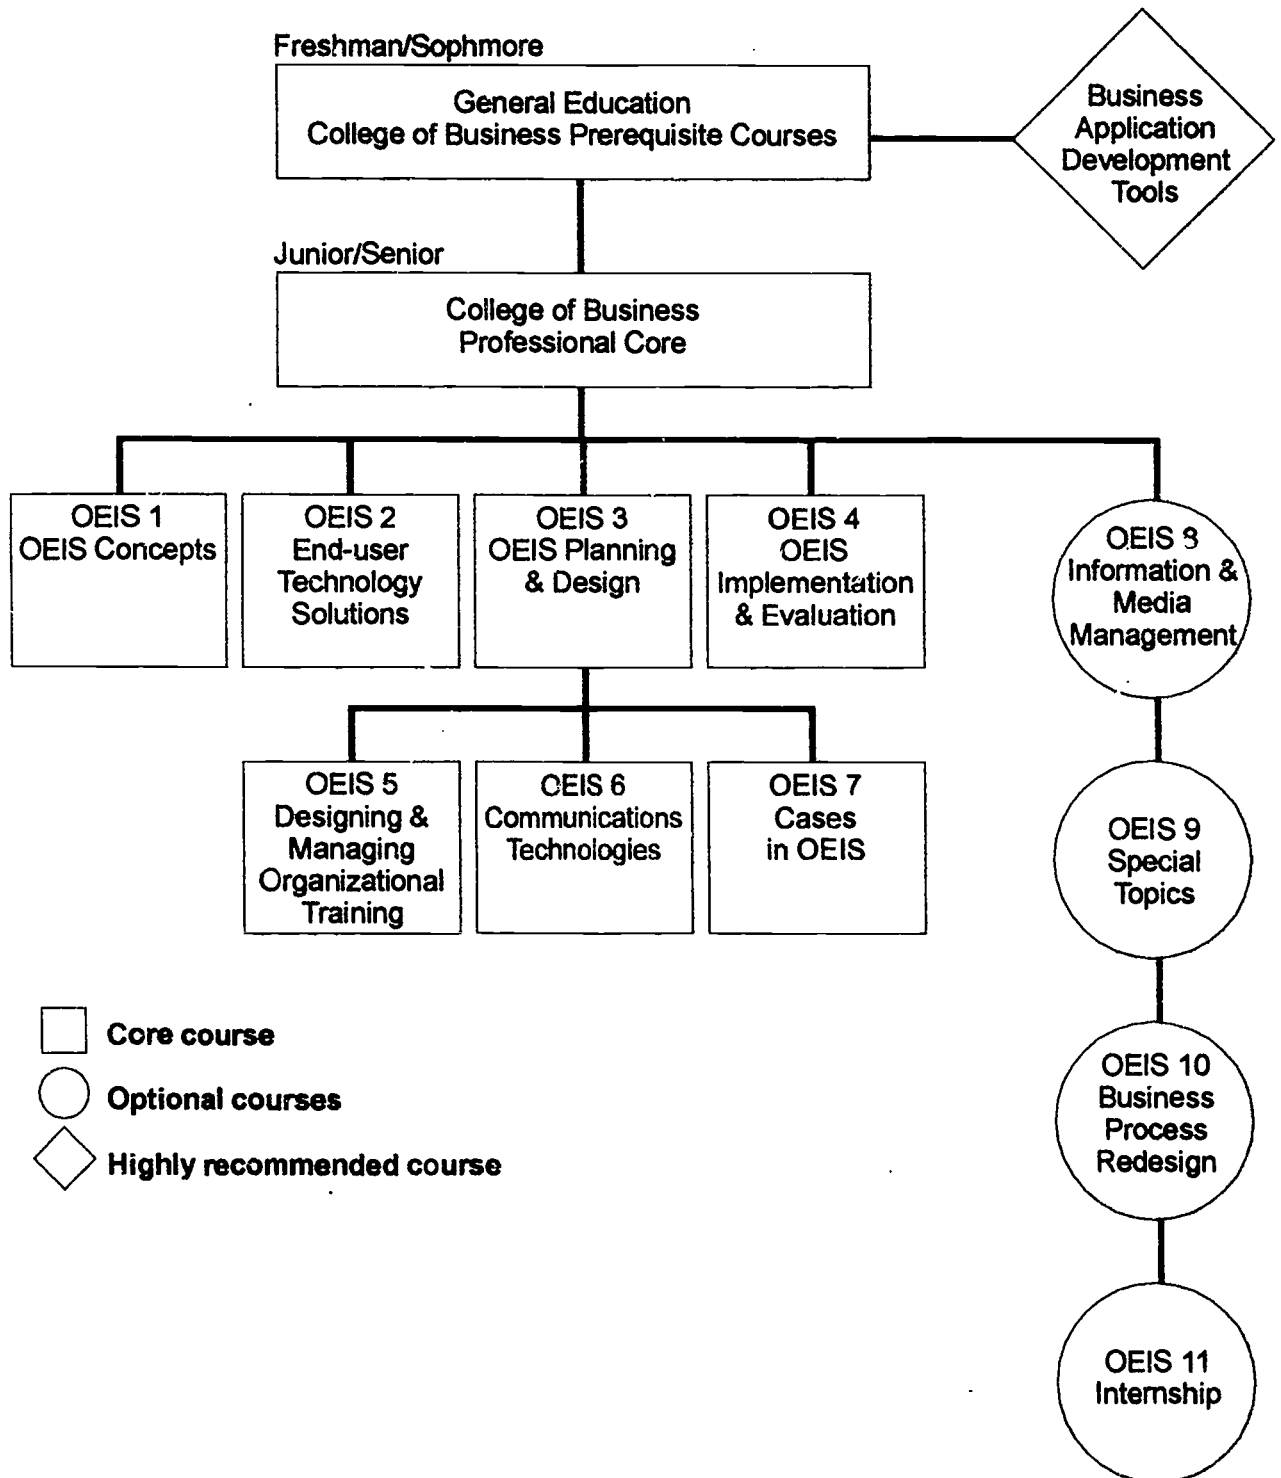 Freshman/Sophmore
General Education
College of Business Prerequisite Courses
Business
Application
Development
Tools
Junior/Senior
College of Business
Professional Core
OEIS 1
OEIS Concepts
OEIS 2
End-user
Technology
Solutions
OEIS 3
OEIS Planning
& Design
OEIS 4
OEIS
Implementation
& Evaluation
OEIS 8
Information &
Media
Management
OEIS 5
Designing &
Managing
Organizational
Training
OEIS 6
Communications
Technologies
OEIS 7
Cases
in OEIS
OEIS 9
Special
Topics
OEIS 10
Business
Process
Redesign
OEIS 11
Internship
Core course
Optional courses
Highly recommended course